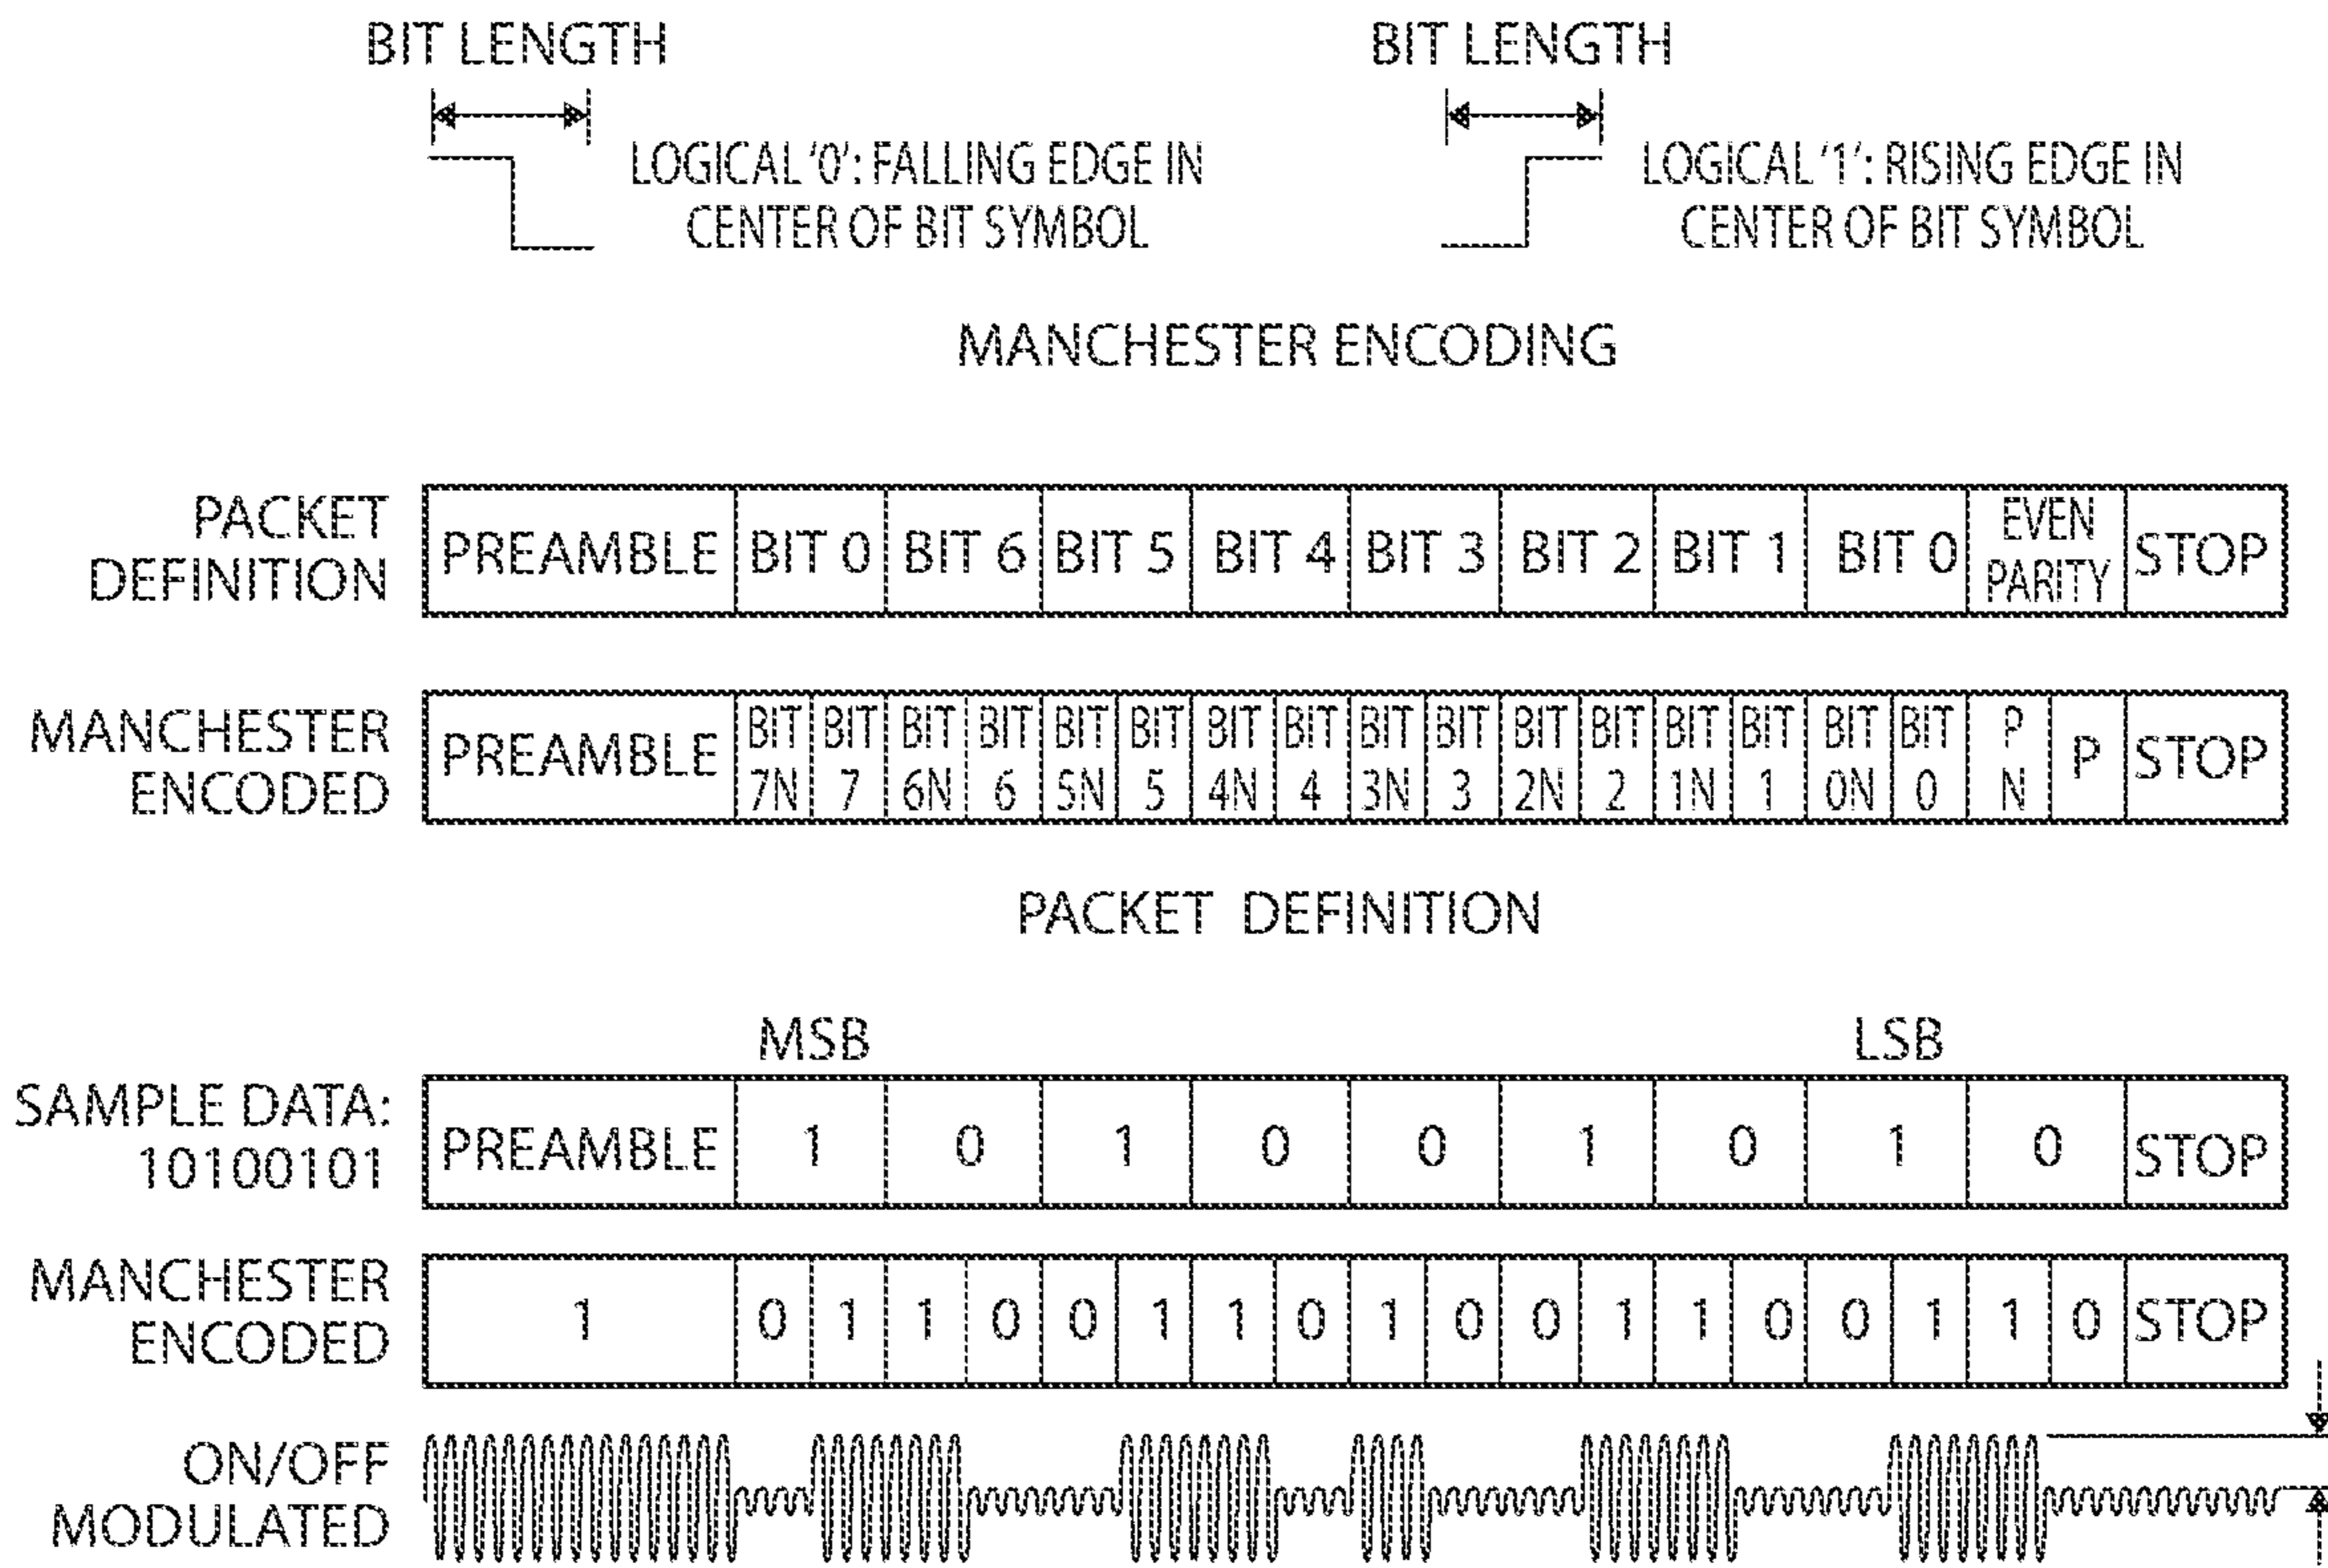 BIT LENGTH BIT LENGTH
LOGICAL '0': FALLING EDGE IN
CENTER OF BIT SYMBOL
LOGICAL '1': RISING EDGE IN
CENTER OF BIT SYMBOL
MANCHESTER ENCODING
PACKET
DEFINITION
PREAMBLE BIT 0 BIT 6 BIT 5 BIT 4 BIT 3 BIT 2 BIT 1 BIT 0 EVEN PARITY STOP
MANCHESTER
ENCODED
PREAMBLE BIT 7N BIT 7 BIT 6N BIT 6 BIT 5N BIT 5 BIT 4N BIT 4 BIT 3N BIT 3 BIT 2N BIT 2 BIT 1N BIT 1 BIT 0N BIT 0 P N P STOP
PACKET DEFINITION
MSB LSB
SAMPLE DATA:
10100101
PREAMBLE 1 0 1 0 0 1 0 1 0 STOP
MANCHESTER
ENCODED
1 0 1 1 0 0 1 1 0 1 0 0 1 1 0 0 1 1 0 STOP
ON/OFF
MODULATED